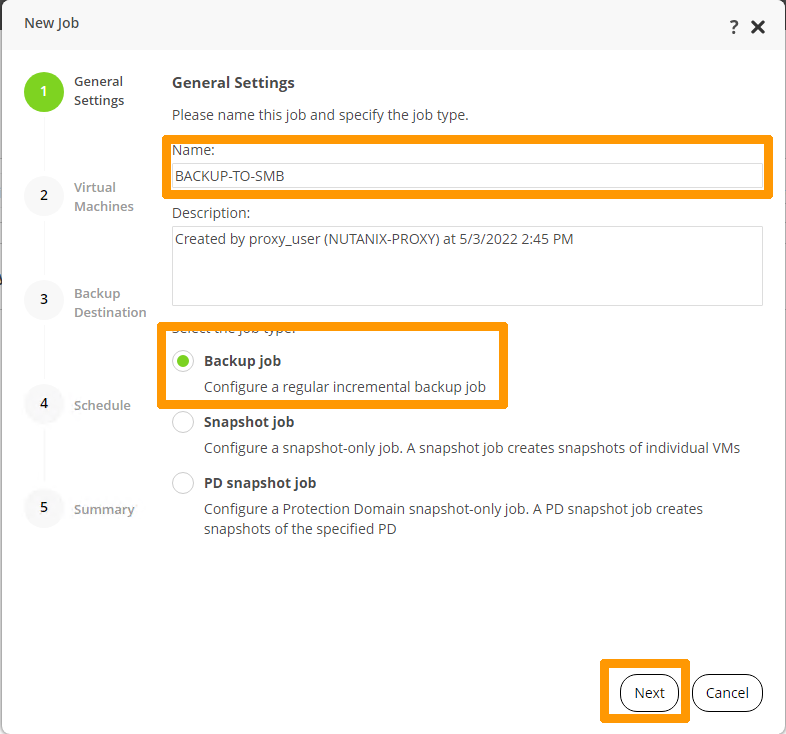 New Job
?
1
General
Settings
2
Virtual
Machines
3
Backup
Destination
4
Schedule
5
Summary
General Settings
Please name this job and specify the job type.
Name:
BACKUP-TO-SMB
Description:
Created by proxy_user (NUTANIX-PROXY) at 5/3/2022 2:45 PM
Select the job type:
Backup job
Configure a regular incremental backup job
Snapshot job
Configure a snapshot-only job. A snapshot job creates snapshots of individual VMs
PD snapshot job
Configure a Protection Domain snapshot-only job. A PD snapshot job creates
snapshots of the specified PD
Next
Cancel